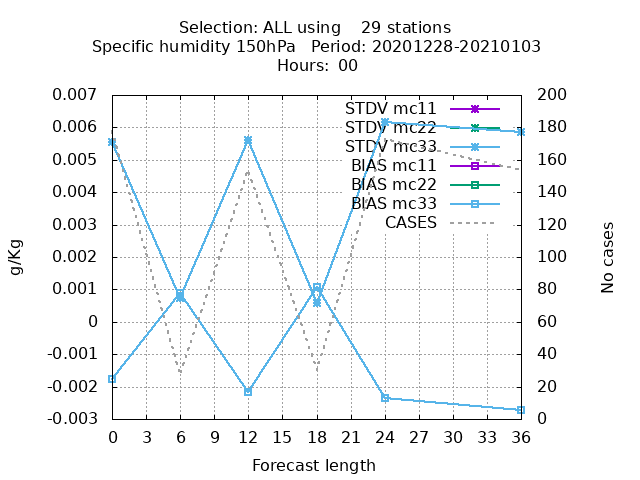 Selection: ALL using    29 stations
Specific humidity 150hPa   Period: 20201228-20210103
Hours: 00
0.007
0.006
0.005
0.004
0.003
0.002
0.001
0
-0.001
-0.002
-0.003
g/Kg
STDV mc11
STDV mc22
STDV mc33
BIAS mc11
BIAS mc22
BIAS mc33
CASES
200
180
160
140
120
100
80
60
40
20
0
No cases
0 3 6 9 12 15 18 21 24 27 30 33 36
Forecast length